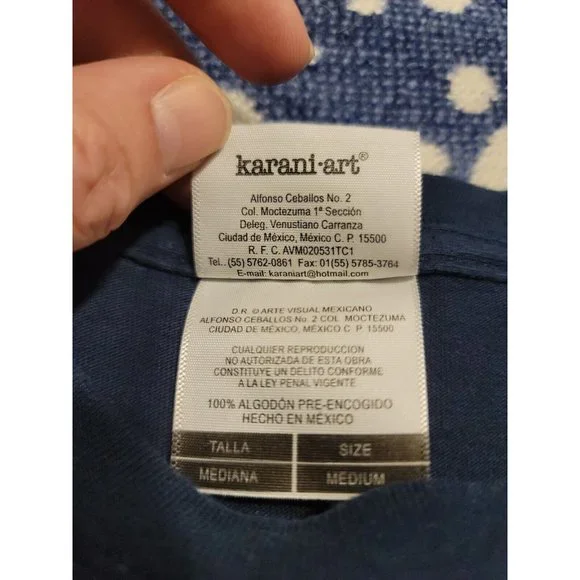 karani·art®
Alfonso Ceballos No. 2
Col. Moctezuma 1ª Sección
Deleg. Venustiano Carranza
Ciudad de México, México C. P. 15500
R. F. C. AVM020531TC1
Tel.. (55) 5762-0861 Fax: 01(55) 5785-3764
E-mail: karaniart@hotmail.com
D.R. © ARTE VISUAL MEXICANO
ALFONSO CEBALLOS No. 2 COL MOCTEZUMA
CIUDAD DE MÉXICO, MÉXICO C P 15500
CUALQUIER REPRODUCCIÓN
NO AUTORIZADA DE ESTA OBRA
CONSTITUYE UN DELITO CONFORME
A LA LEY PENAL VIGENTE
100% ALGODÓN PRE-ENCOGIDO
HECHO EN MÉXICO
TALLA SIZE
MEDIANA MEDIUM